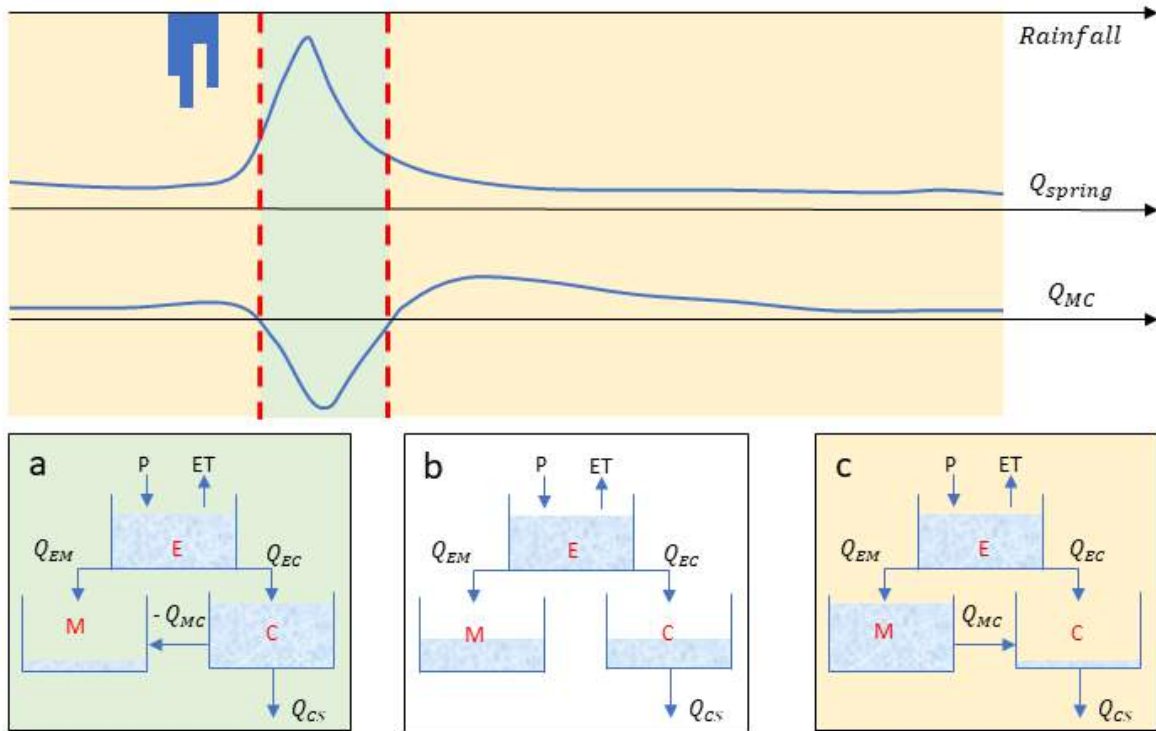 Rainfall
Q_spring
Q_MC
a
P ET
E
Q_EM Q_EC
M - Q_MC C
Q_CS
b
P ET
E
Q_EM Q_EC
M C
Q_CS
c
P ET
E
Q_EM Q_EC
M Q_MC C
Q_CS